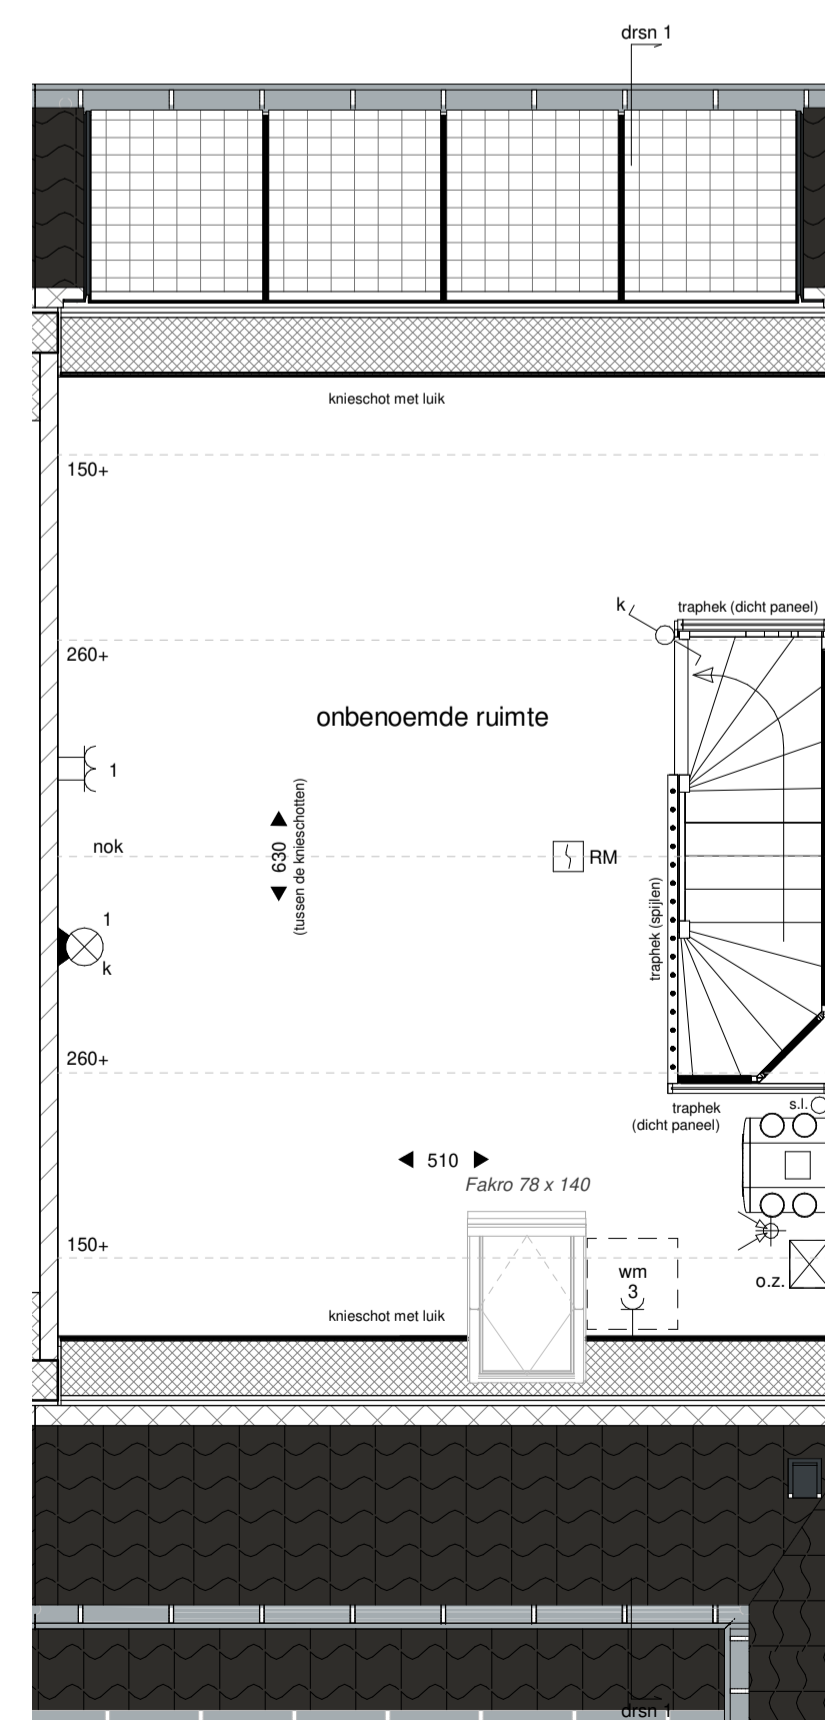 drsn 1
knieschot met luik
150+
k
traphek (dicht paneel)
260+
onbenoemde ruimte
1
630
(tussen de knieschotten)
nok
RM
traphek (spijlen)
1
k
260+
traphek
(dicht paneel)
s.l.
510
Fakro 78 x 140
150+
wm
3
o.z.
knieschot met luik
drsn 1